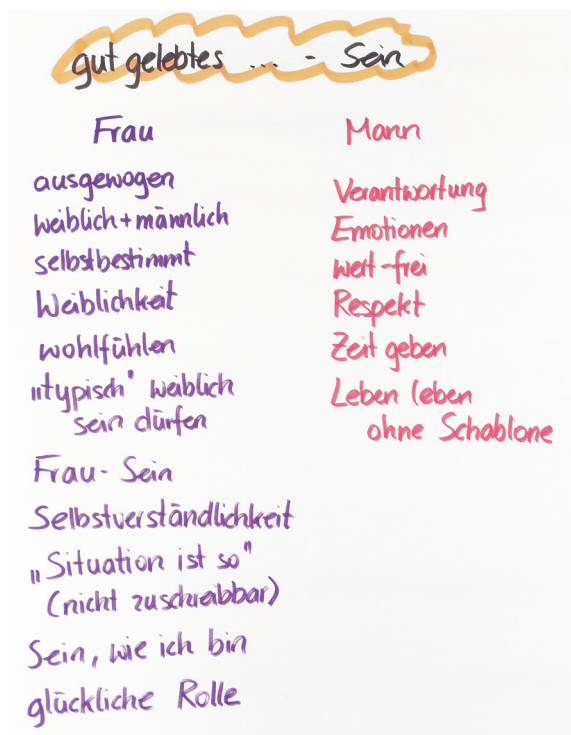 gut gelebtes ... - Sein
Frau
ausgewogen
weiblich + männlich
selbstbestimmt
Weiblichkeit
wohlfühlen
"typisch" weiblich
sein dürfen
Frau-Sein
Selbstverständlichkeit
„Situation ist so"
(nicht zuschreibbar)
Sein, wie ich bin
glückliche Rolle
Mann
Verantwortung
Emotionen
wert-frei
Respekt
Zeit geben
Leben leben
ohne Schablone